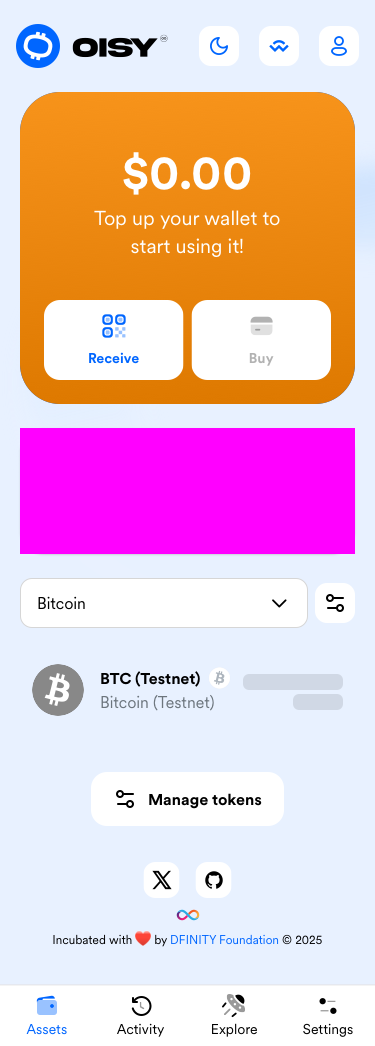 OISY
$0.00
Top up your wallet to
start using it!
Receive
Buy
Bitcoin
BTC (Testnet)
Bitcoin (Testnet)
Manage tokens
Incubated with ❤️ by DFINITY Foundation © 2025
Assets
Activity
Explore
Settings